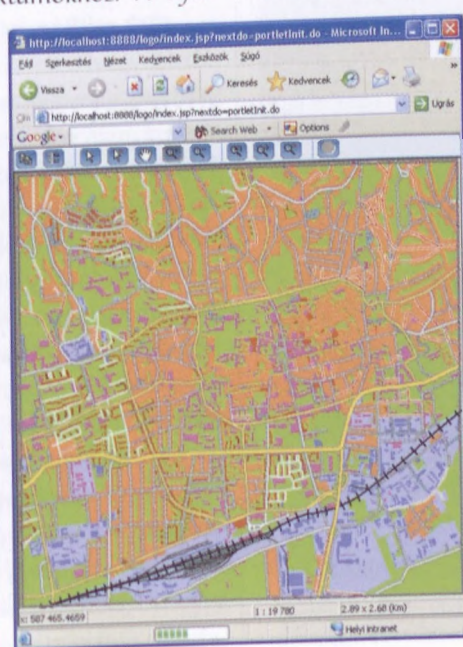 http://localhost:8888/logo/index.jsp?nextdo=portletInit.do - Microsoft In...
Fájl Szerkesztés Nézet Kedvencek Eszközök Súgó
Vissza Keresés Kedvencek
http://localhost:8888/logo/index.jsp?nextdo=portletInit.do Ugrás
Google Search Web Options
x: 587 465.4659 1 : 19 780 2.89 x 2.68 (km)
Helyi intranet